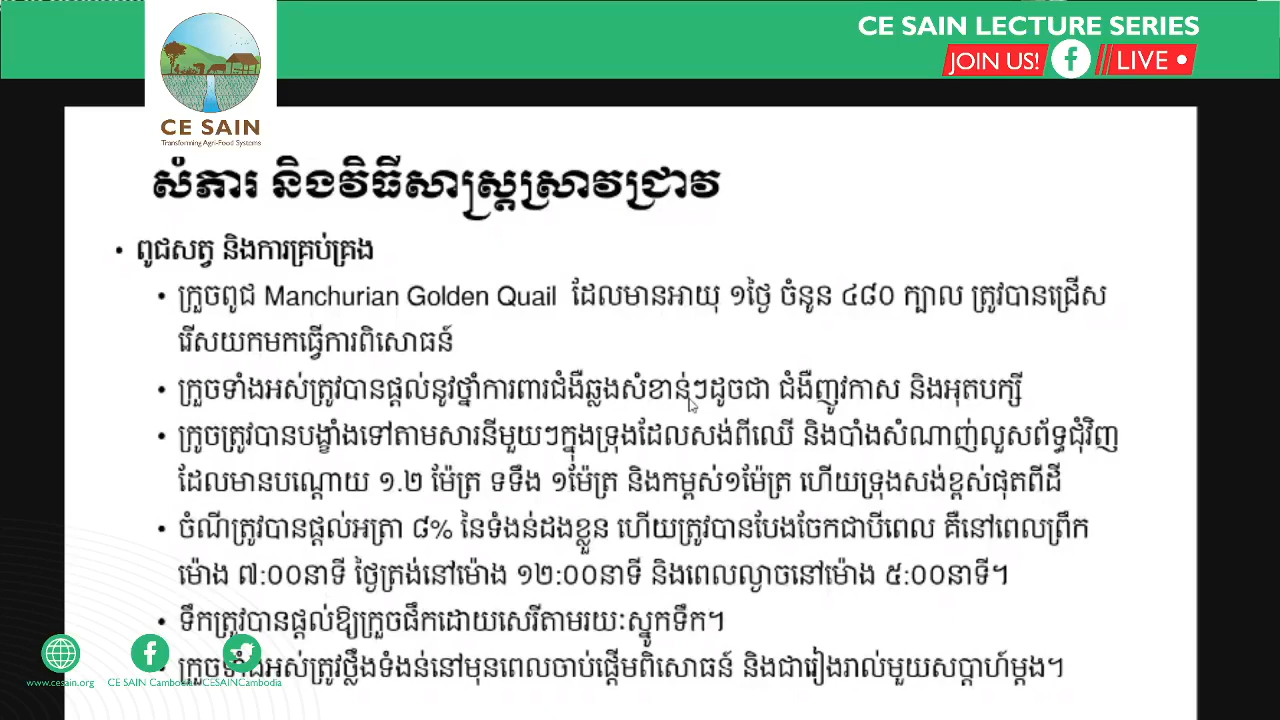 CE SAIN LECTURE SERIES
JOIN US! f LIVE
CE SAIN
Transforming Agri-Food Systems
សំភារ និងវិធីសាស្ត្រស្រាវជ្រាវ
• ពូជសត្វ និងការគ្រប់គ្រង
• ក្រួចពូជ Manchurian Golden Quail ដែលមានអាយុ ១ថ្ងៃ ចំនួន ៤៨០ ក្បាល ត្រូវបានជ្រើស
រើសយកមកធ្វើការពិសោធន៍
• ក្រួចទាំងអស់ត្រូវបានផ្តល់នូវថ្នាំការពារជំងឺឆ្លងសំខាន់ៗដូចជា ជំងឺញូវកាស និងអុតបក្សី
• ក្រួចត្រូវបានបង្ខាំងទៅតាមសារនីមួយៗក្នុងទ្រុងដែលសង់ពីឈើ និងបាំងសំណាញ់លួសព័ទ្ធជុំវិញ
ដែលមានបណ្តោយ ១.២ ម៉ែត្រ ទទឹង ១ម៉ែត្រ និងកម្ពស់១ម៉ែត្រ ហើយទ្រុងសង់ខ្ពស់ផុតពីដី
• ចំណីត្រូវបានផ្តល់អត្រា ៨% នៃទំងន់ដងខ្លួន ហើយត្រូវបានបែងចែកជាបីពេល គឺនៅពេលព្រឹក
ម៉ោង ៧:០០នាទី ថ្ងៃត្រង់នៅម៉ោង ១២:០០នាទី និងពេលល្ងាចនៅម៉ោង ៥:០០នាទី។
• ទឹកត្រូវបានផ្តល់ឱ្យក្រួចផឹកដោយសេរីតាមរយៈស្នូកទឹក។
• ក្រួចទាំងអស់ត្រូវថ្លឹងទំងន់នៅមុនពេលចាប់ផ្តើមពិសោធន៍ និងជារៀងរាល់មួយសប្តាហ៍ម្តង។
www.cesain.org CE SAIN Cambodia CESAINCambodia